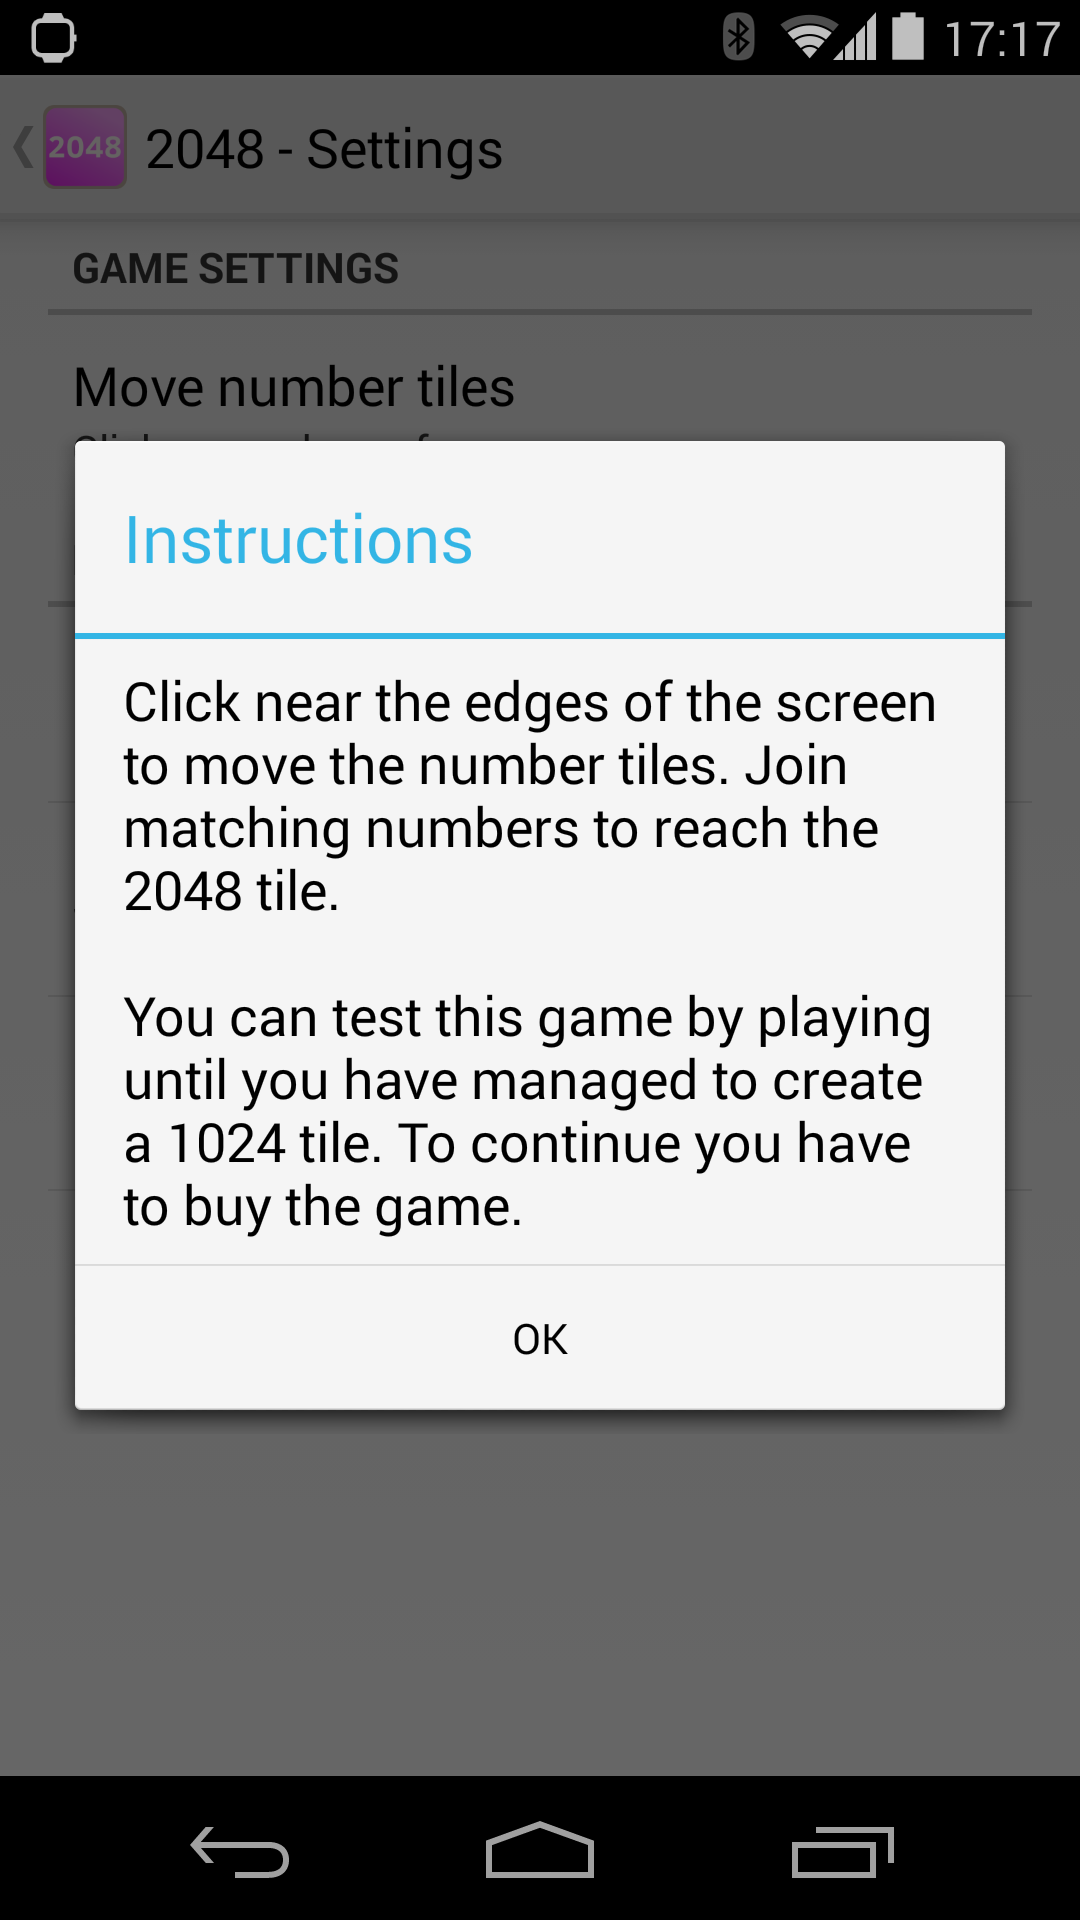 17:17
2048
2048 - Settings
GAME SETTINGS
Move number tiles
Instructions
Click near the edges of the screen
to move the number tiles. Join
matching numbers to reach the
2048 tile.
You can test this game by playing
until you have managed to create
a 1024 tile. To continue you have
to buy the game.
OK